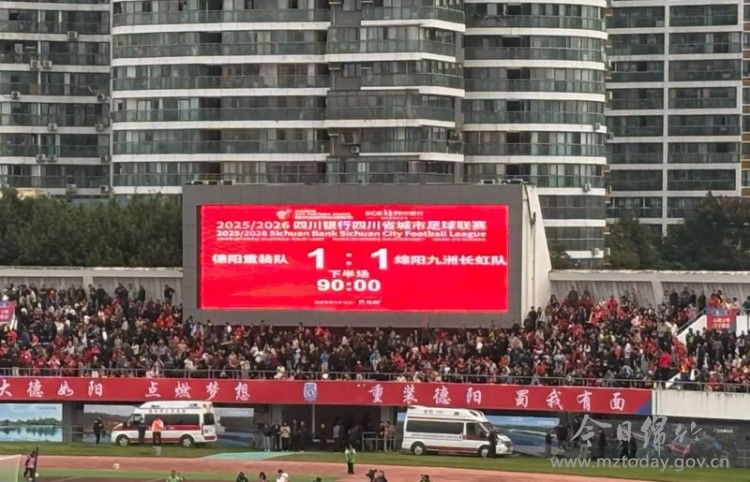 2025/2026 四川银行四川省城市足球联赛
2025/2026 Sichuan Bank Sichuan City Football League
德阳重装队 1 : 1 绵阳九洲长虹队
下半场
90:00
大德如阳 点燃梦想 重装德阳 蜀我有面
今日绵阳
www.mztoday.gov.cn